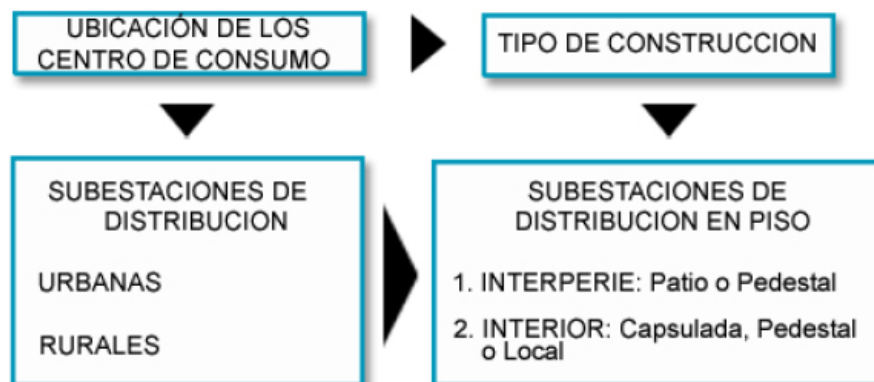 UBICACIÓN DE LOS
CENTRO DE CONSUMO
TIPO DE CONSTRUCCION
SUBESTACIONES DE
DISTRIBUCION
URBANAS
RURALES
SUBESTACIONES DE
DISTRIBUCION EN PISO
1. INTERPERIE: Patio o Pedestal
2. INTERIOR: Capsulada, Pedestal
o Local